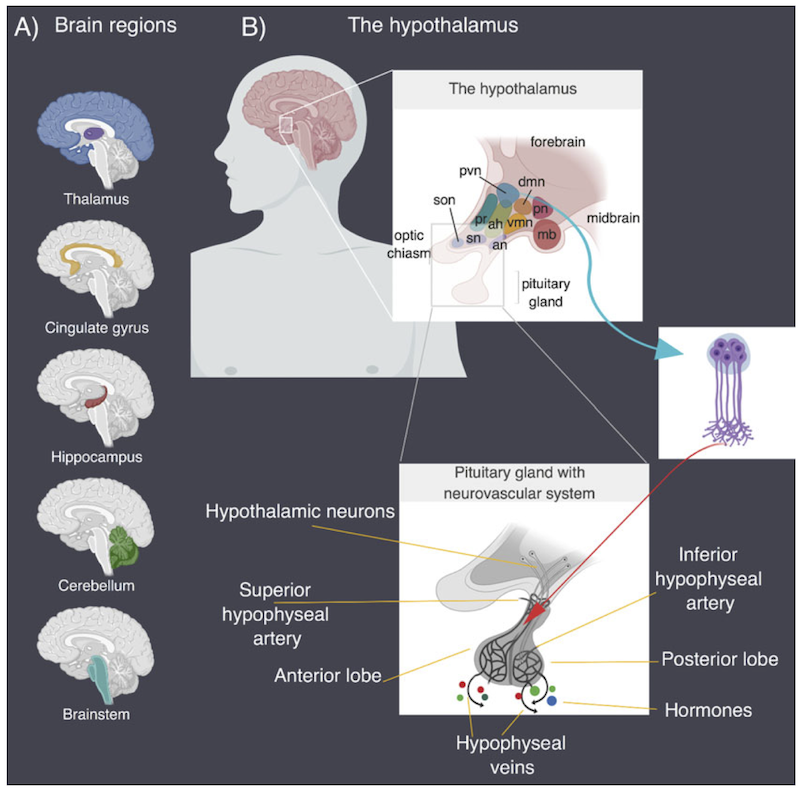 A) Brain regions
Thalamus
Cingulate gyrus
Hippocampus
Cerebellum
Brainstem
B) The hypothalamus
The hypothalamus
forebrain
pvn
dmn
son
pr
ah
vmn
pn
midbrain
optic
chiasm
sn
an
mb
pituitary
gland
Pituitary gland with
neurovascular system
Hypothalamic neurons
Superior
hypophyseal
artery
Anterior lobe
Inferior
hypophyseal
artery
Posterior lobe
Hormones
Hypophyseal
veins